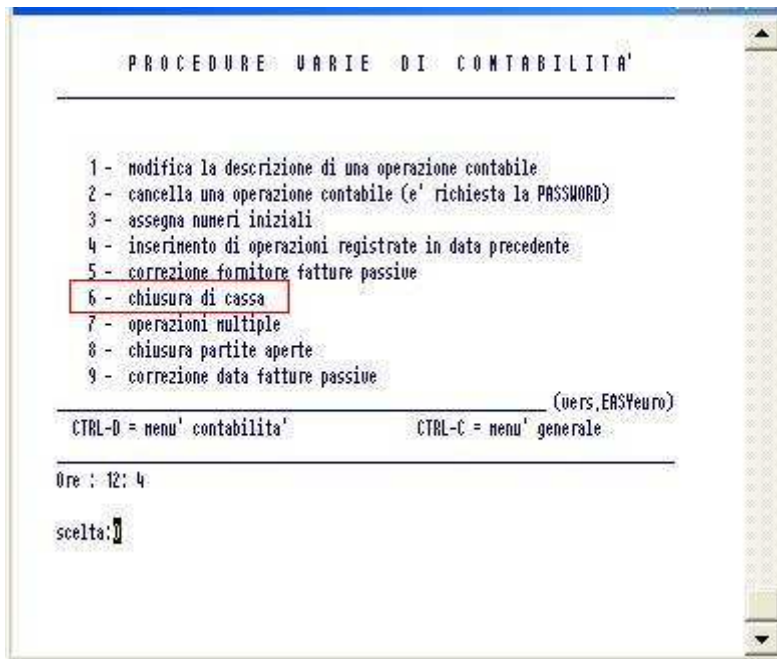 PROCEDURE VARIE DI CONTABILITA'
1 - modifica la descrizione di una operazione contabile
2 - cancella una operazione contabile (e' richiesta la PASSWORD)
3 - assegna numeri iniziali
4 - inserimento di operazioni registrate in data precedente
5 - correzione fornitore fatture passive
6 - chiusura di cassa
7 - operazioni multiple
8 - chiusura partite aperte
9 - correzione data fatture passive
(vers,EASYeuro)
CTRL-D = menu' contabilita' CTRL-C = menu' generale
Ore : 12: 4
scelta: